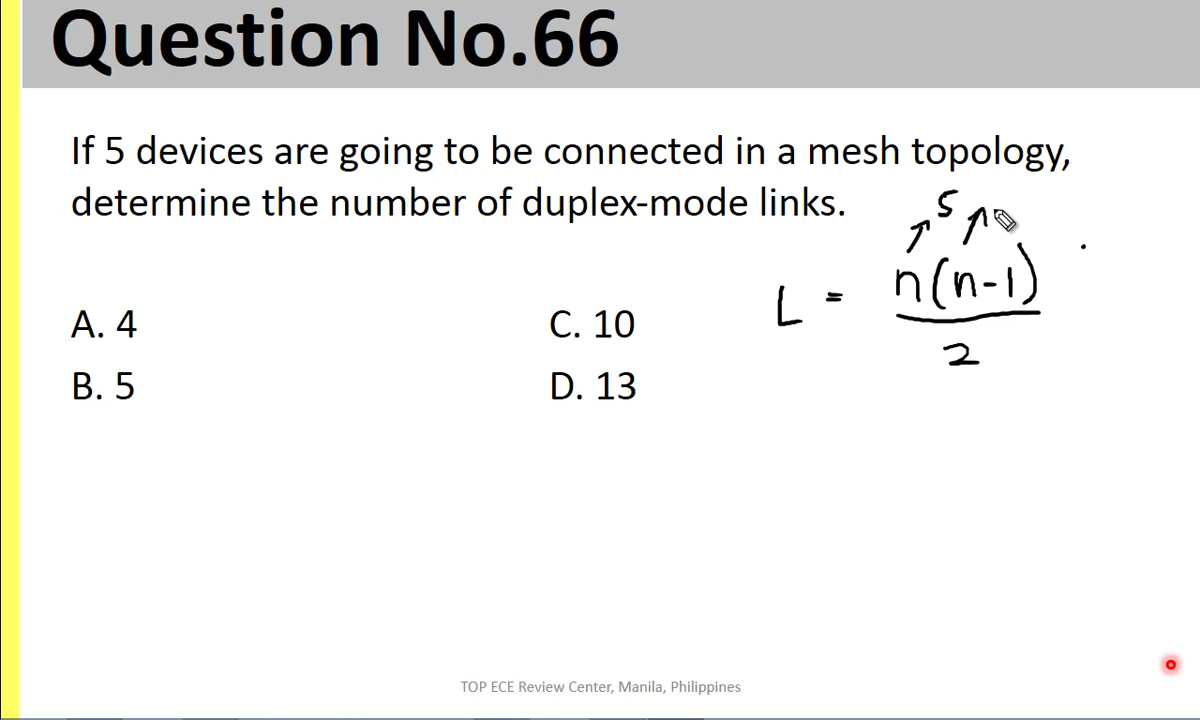 Question No.66
If 5 devices are going to be connected in a mesh topology,
determine the number of duplex-mode links.
5
L = n(n-1)
2
A. 4
C. 10
B. 5
D. 13
TOP ECE Review Center, Manila, Philippines